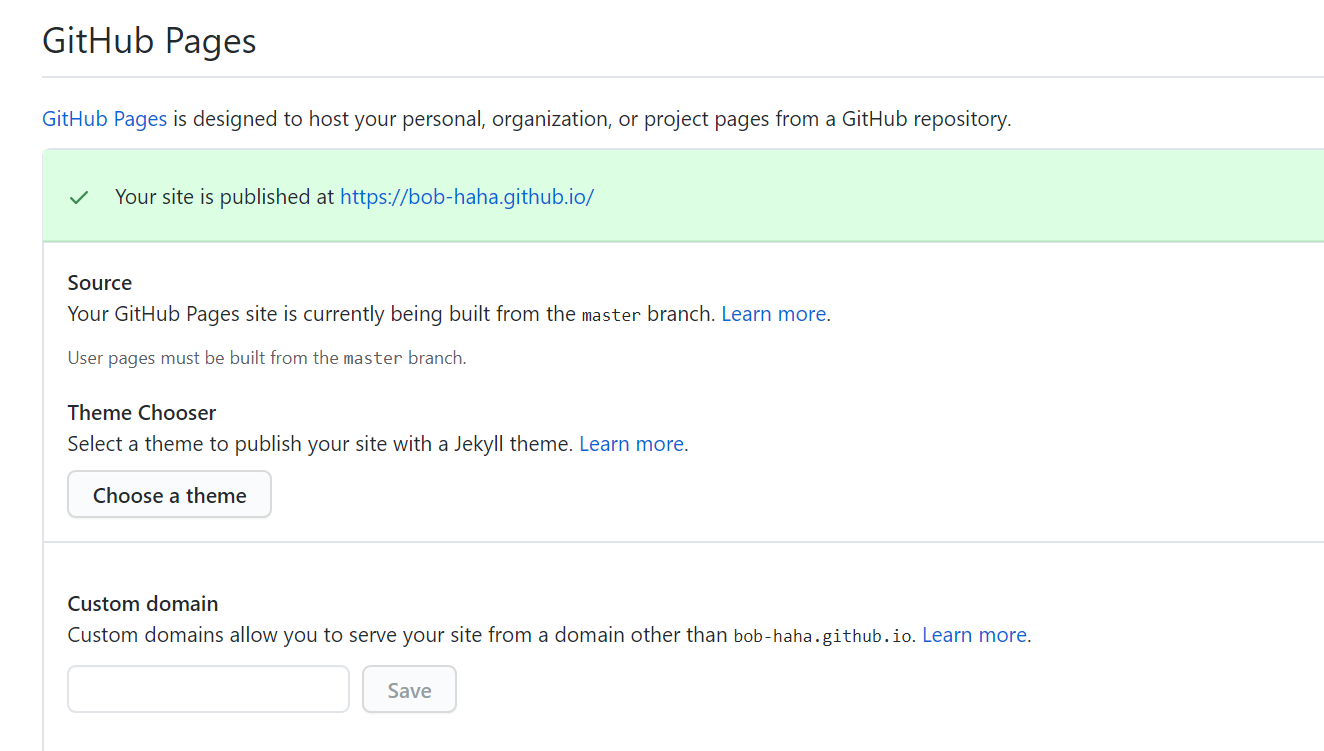 GitHub Pages
GitHub Pages is designed to host your personal, organization, or project pages from a GitHub repository.
Your site is published at https://bob-haha.github.io/
Source
Your GitHub Pages site is currently being built from the master branch. Learn more.
User pages must be built from the master branch.
Theme Chooser
Select a theme to publish your site with a Jekyll theme. Learn more.
Choose a theme
Custom domain
Custom domains allow you to serve your site from a domain other than bob-haha.github.io. Learn more.
Save